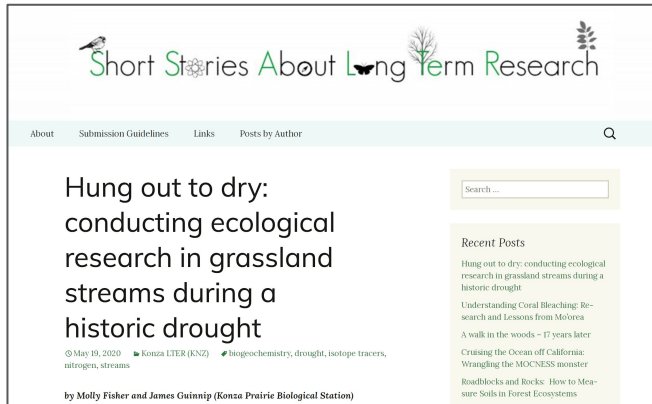 Short Stories About Long Term Research
About Submission Guidelines Links Posts by Author
Hung out to dry:
conducting ecological
research in grassland
streams during a
historic drought
May 19, 2020 Konza LTER (KNZ) biogeochemistry, drought, isotope tracers,
nitrogen, streams
by Molly Fisher and James Guinnip (Konza Prairie Biological Station)
Search ...
Recent Posts
Hung out to dry: conducting ecological
research in grassland streams during a
historic drought
Understanding Coral Bleaching: Re-
search and Lessons from Mo'orea
A walk in the woods – 17 years later
Cruising the Ocean off California:
Wrangling the MOCNESS monster
Roadblocks and Rocks: How to Mea-
sure Soils in Forest Ecosystems